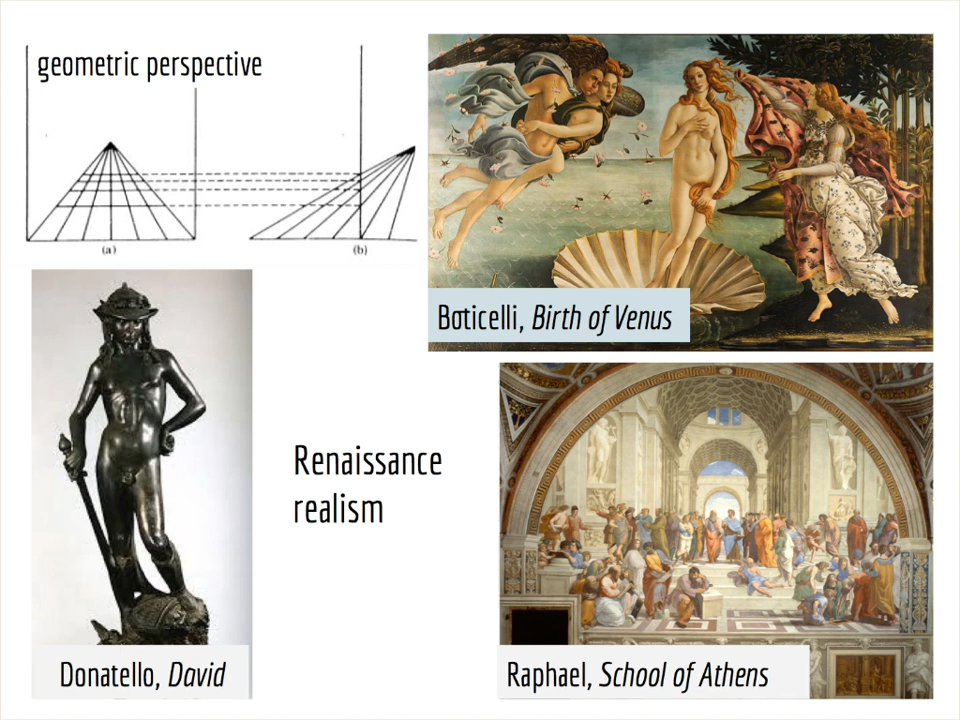 geometric perspective
(a)
(b)
Boticelli, Birth of Venus
Renaissance
realism
Donatello, David
Raphael, School of Athens